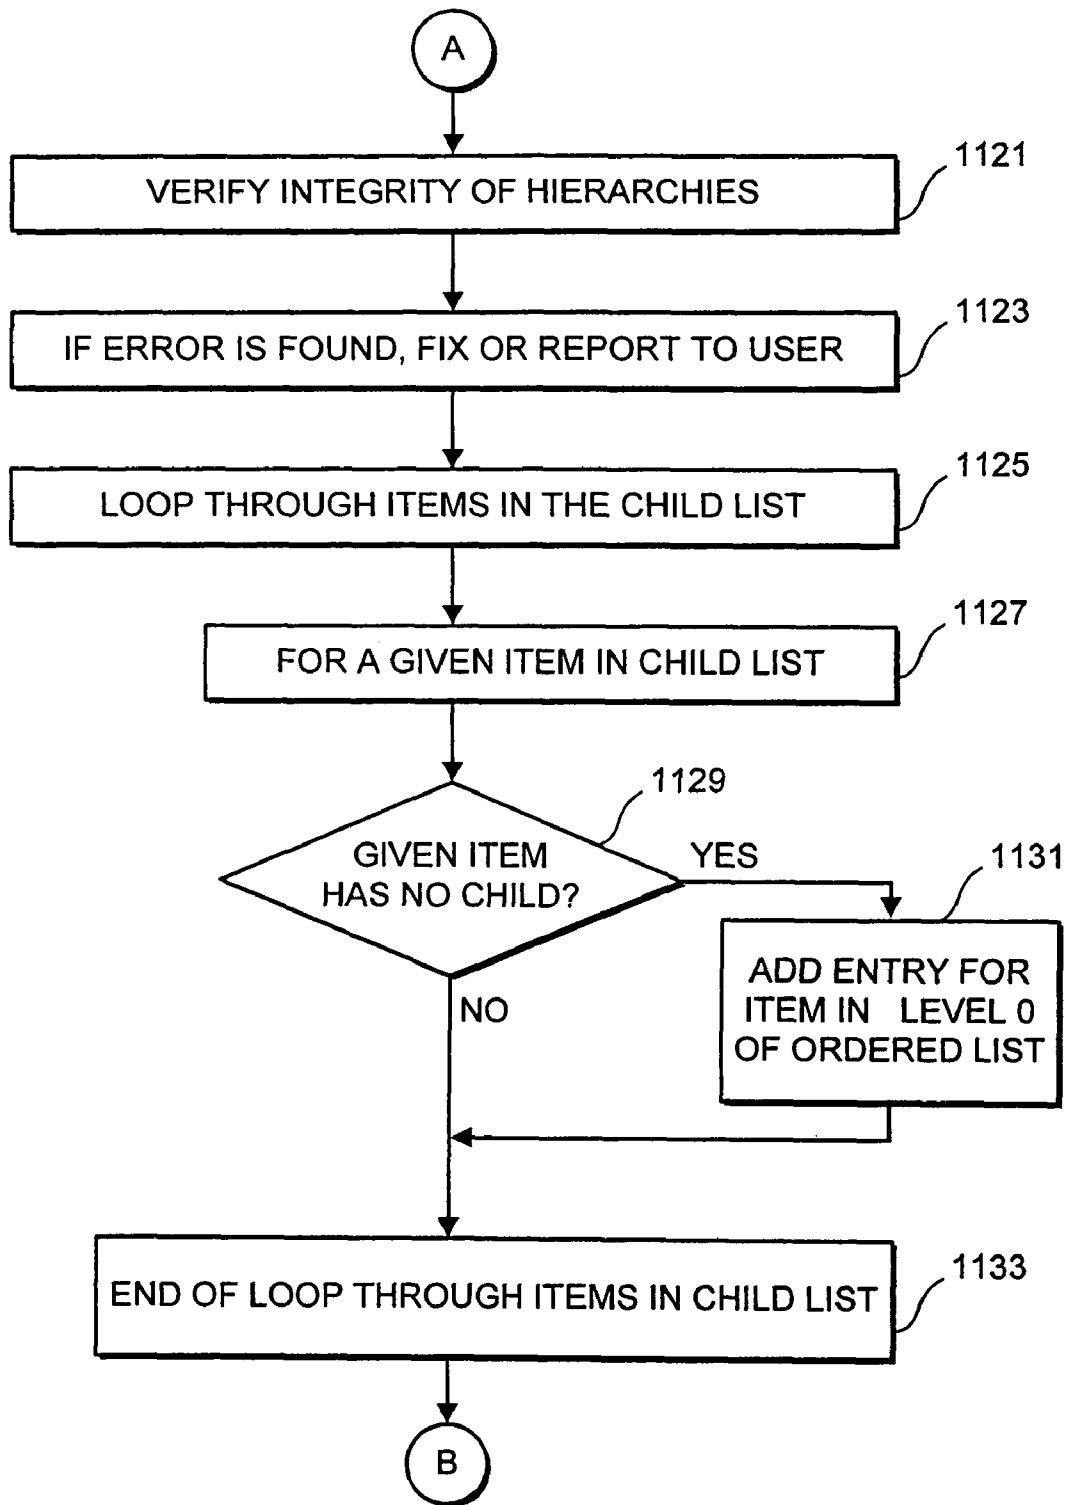 A
VERIFY INTEGRITY OF HIERARCHIES
1121
IF ERROR IS FOUND, FIX OR REPORT TO USER
1123
LOOP THROUGH ITEMS IN THE CHILD LIST
1125
FOR A GIVEN ITEM IN CHILD LIST
1127
1129
GIVEN ITEM
HAS NO CHILD?
YES
1131
ADD ENTRY FOR
ITEM IN LEVEL 0
OF ORDERED LIST
NO
END OF LOOP THROUGH ITEMS IN CHILD LIST
1133
B